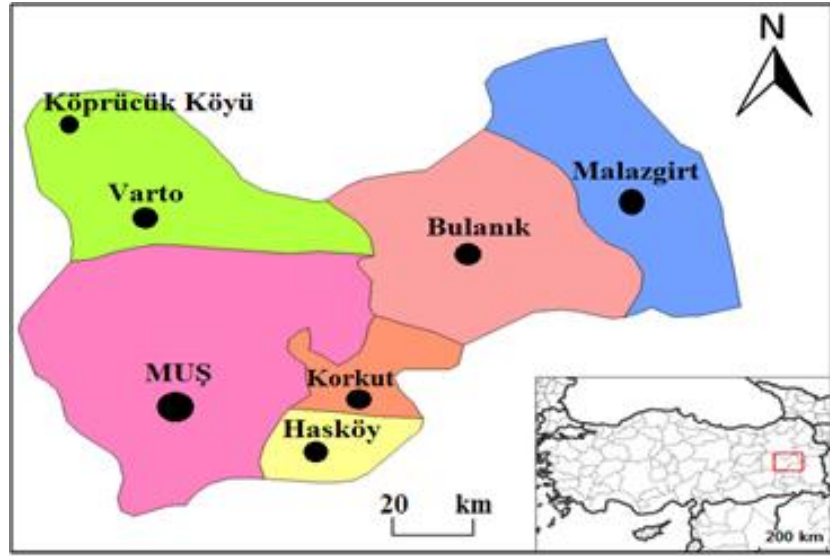 N
Köprücük Köyü
Varto
Malazgirt
Bulanık
MUŞ
Korkut
Hasköy
20 km
200 km